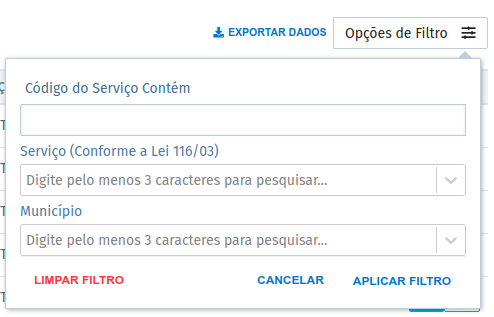 EXPORTAR DADOS
Opções de Filtro
Código do Serviço Contém
Serviço (Conforme a Lei 116/03)
Digite pelo menos 3 caracteres para pesquisar...
Município
Digite pelo menos 3 caracteres para pesquisar...
LIMPAR FILTRO
CANCELAR
APLICAR FILTRO